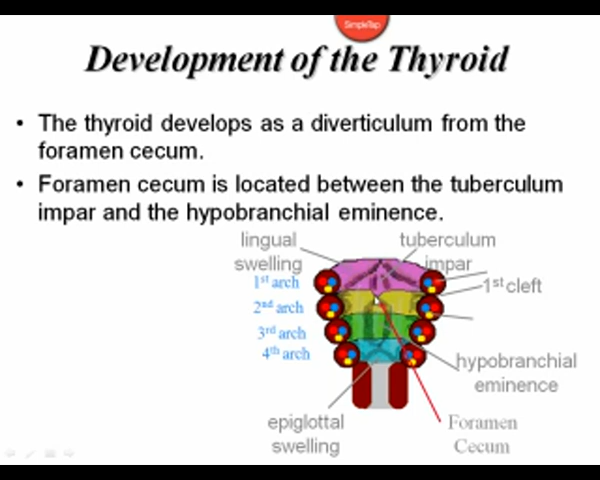 SimpleTap
Development of the Thyroid
• The thyroid develops as a diverticulum from the
foramen cecum.
• Foramen cecum is located between the tuberculum
impar and the hypobranchial eminence.
lingual
swelling
tuberculum
impar
1st arch
2nd arch
3rd arch
4th arch
1st cleft
hypobranchial
eminence
epiglottal
swelling
Foramen
Cecum